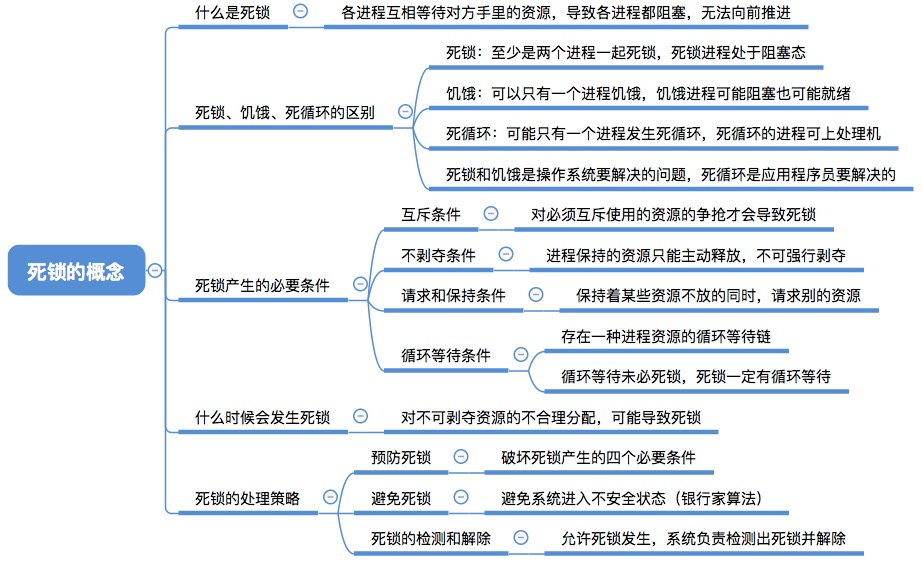 死锁的概念
什么是死锁
各进程互相等待对方手里的资源，导致各进程都阻塞，无法向前推进
死锁、饥饿、死循环的区别
死锁：至少是两个进程一起死锁，死锁进程处于阻塞态
饥饿：可以只有一个进程饥饿，饥饿进程可能阻塞也可能就绪
死循环：可能只有一个进程发生死循环，死循环的进程可上处理机
死锁和饥饿是操作系统要解决的问题，死循环是应用程序员要解决的
死锁产生的必要条件
互斥条件
对必须互斥使用的资源的争抢才会导致死锁
不剥夺条件
进程保持的资源只能主动释放，不可强行剥夺
请求和保持条件
保持着某些资源不放的同时，请求别的资源
循环等待条件
存在一种进程资源的循环等待链
循环等待未必死锁，死锁一定有循环等待
什么时候会发生死锁
对不可剥夺资源的不合理分配，可能导致死锁
死锁的处理策略
预防死锁
破坏死锁产生的四个必要条件
避免死锁
避免系统进入不安全状态（银行家算法）
死锁的检测和解除
允许死锁发生，系统负责检测出死锁并解除